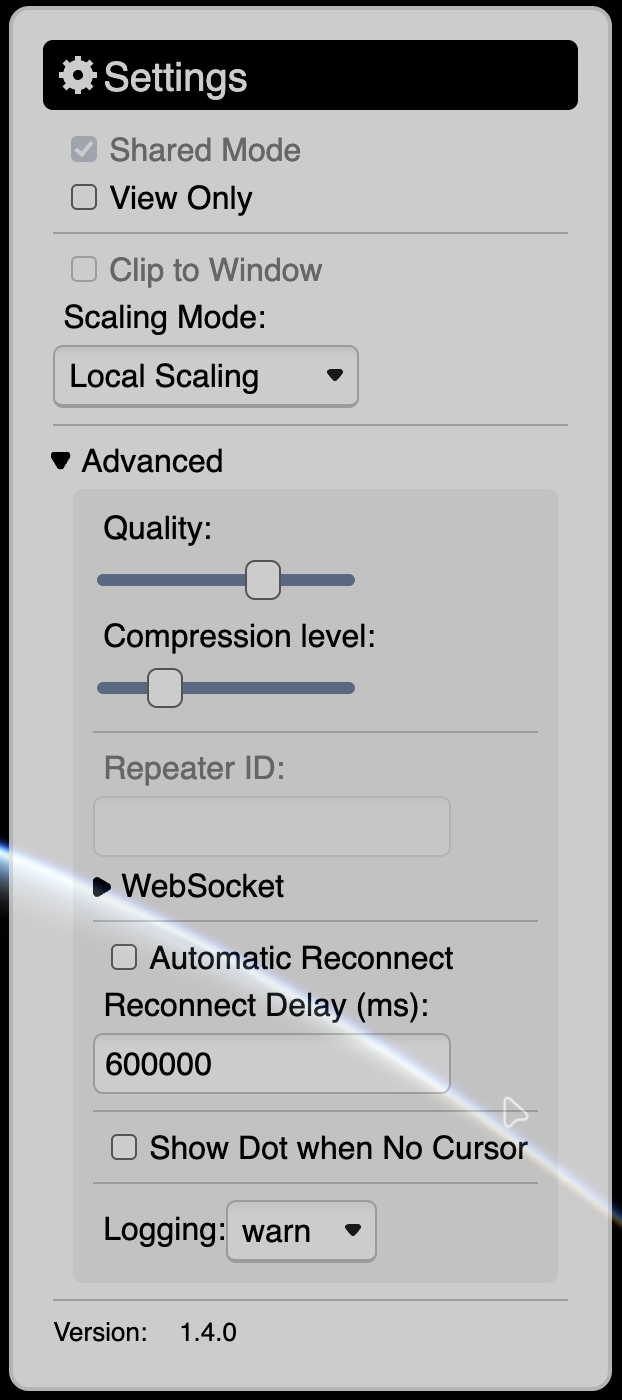 Settings
Shared Mode
View Only
Clip to Window
Scaling Mode:
Local Scaling
Advanced
Quality:
Compression level:
Repeater ID:
WebSocket
Automatic Reconnect
Reconnect Delay (ms):
600000
Show Dot when No Cursor
Logging: warn
Version: 1.4.0